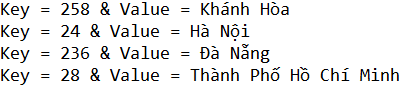 Key = 258 & Value = Khánh Hòa
Key = 24 & Value = Hà Nội
Key = 236 & Value = Đà Nẵng
Key = 28 & Value = Thành Phố Hồ Chí Minh